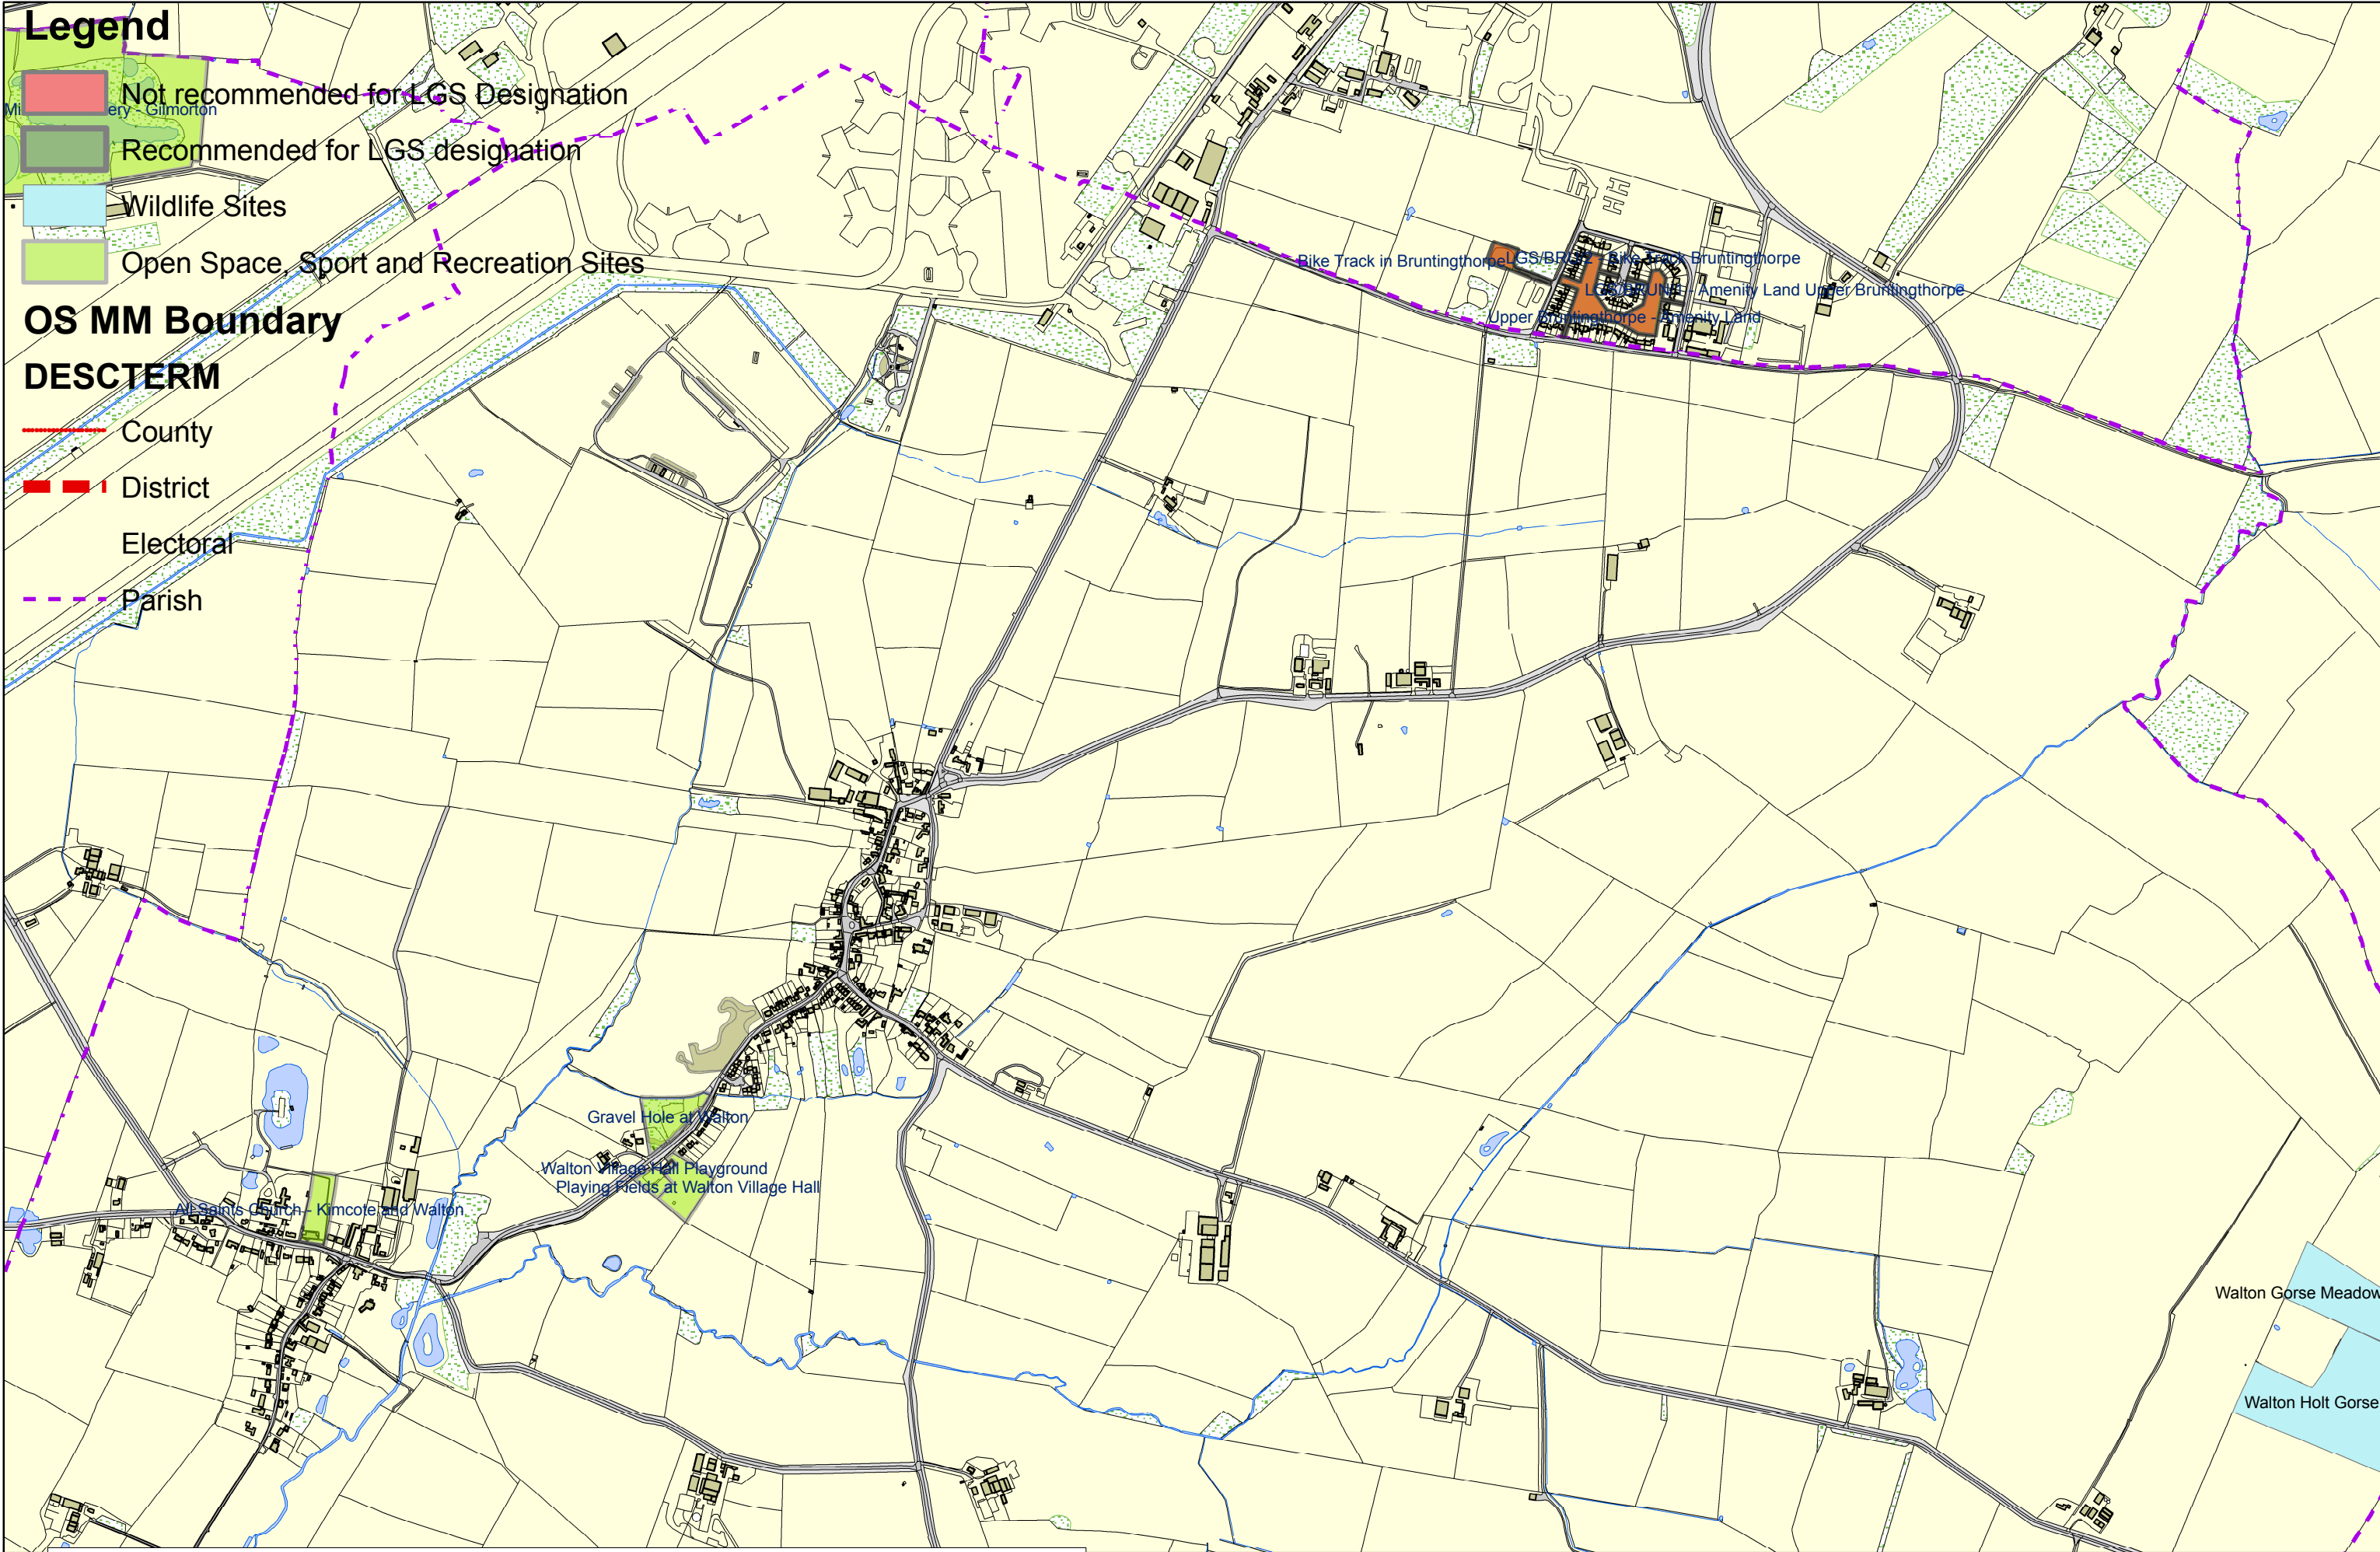 Legend
Not recommended for LGS Designation
ery - Gilmorton
Recommended for LGS designation
Wildlife Sites
Open Space, Sport and Recreation Sites
OS MM Boundary
DESCTERM
County
District
Electoral
Parish
Bike Track in Bruntingthorpe
Bike Track Bruntingthorpe
Amenity Land Upper Bruntingthorpe
Upper Bruntingthorpe - Amenity Land
Gravel Hole at Walton
Walton Village Hall Playground
Playing Fields at Walton Village Hall
All Saints Church - Kimcote and Walton
Walton Gorse Meadow
Walton Holt Gorse